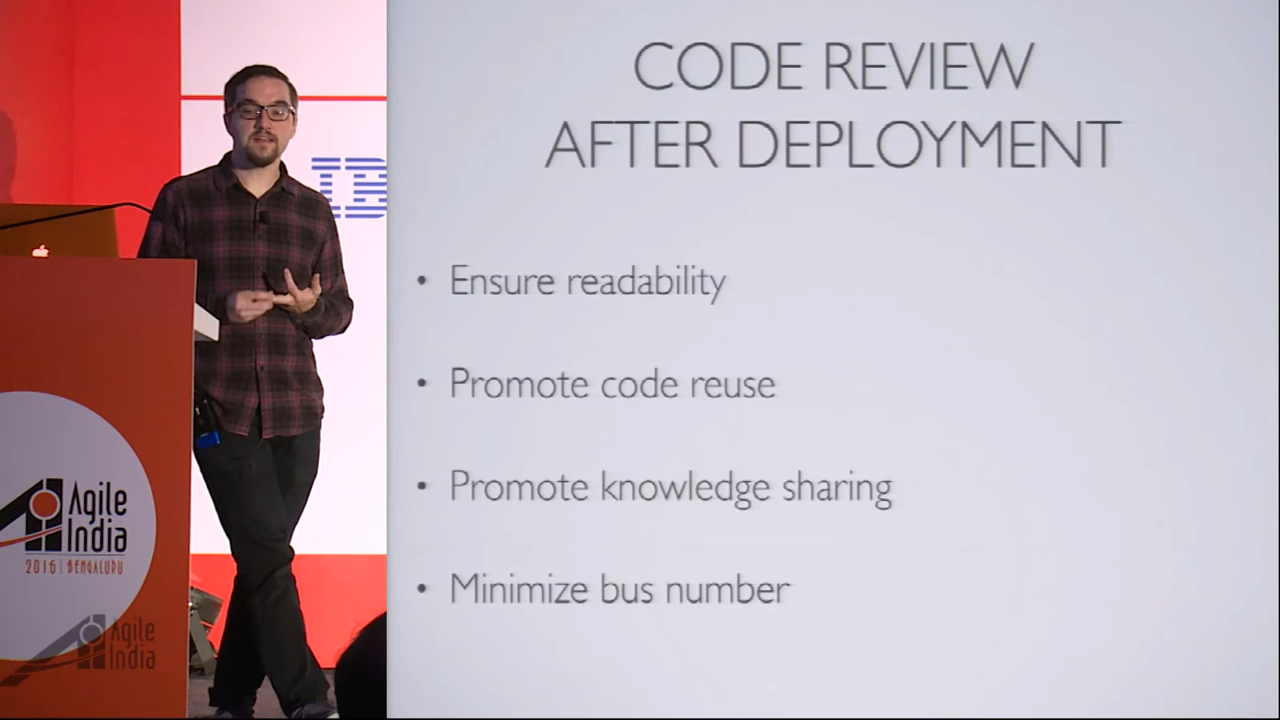 CODE REVIEW
AFTER DEPLOYMENT
• Ensure readability
• Promote code reuse
• Promote knowledge sharing
• Minimize bus number
IB
Agile
India
2016 | BENGALURU
Agile
India